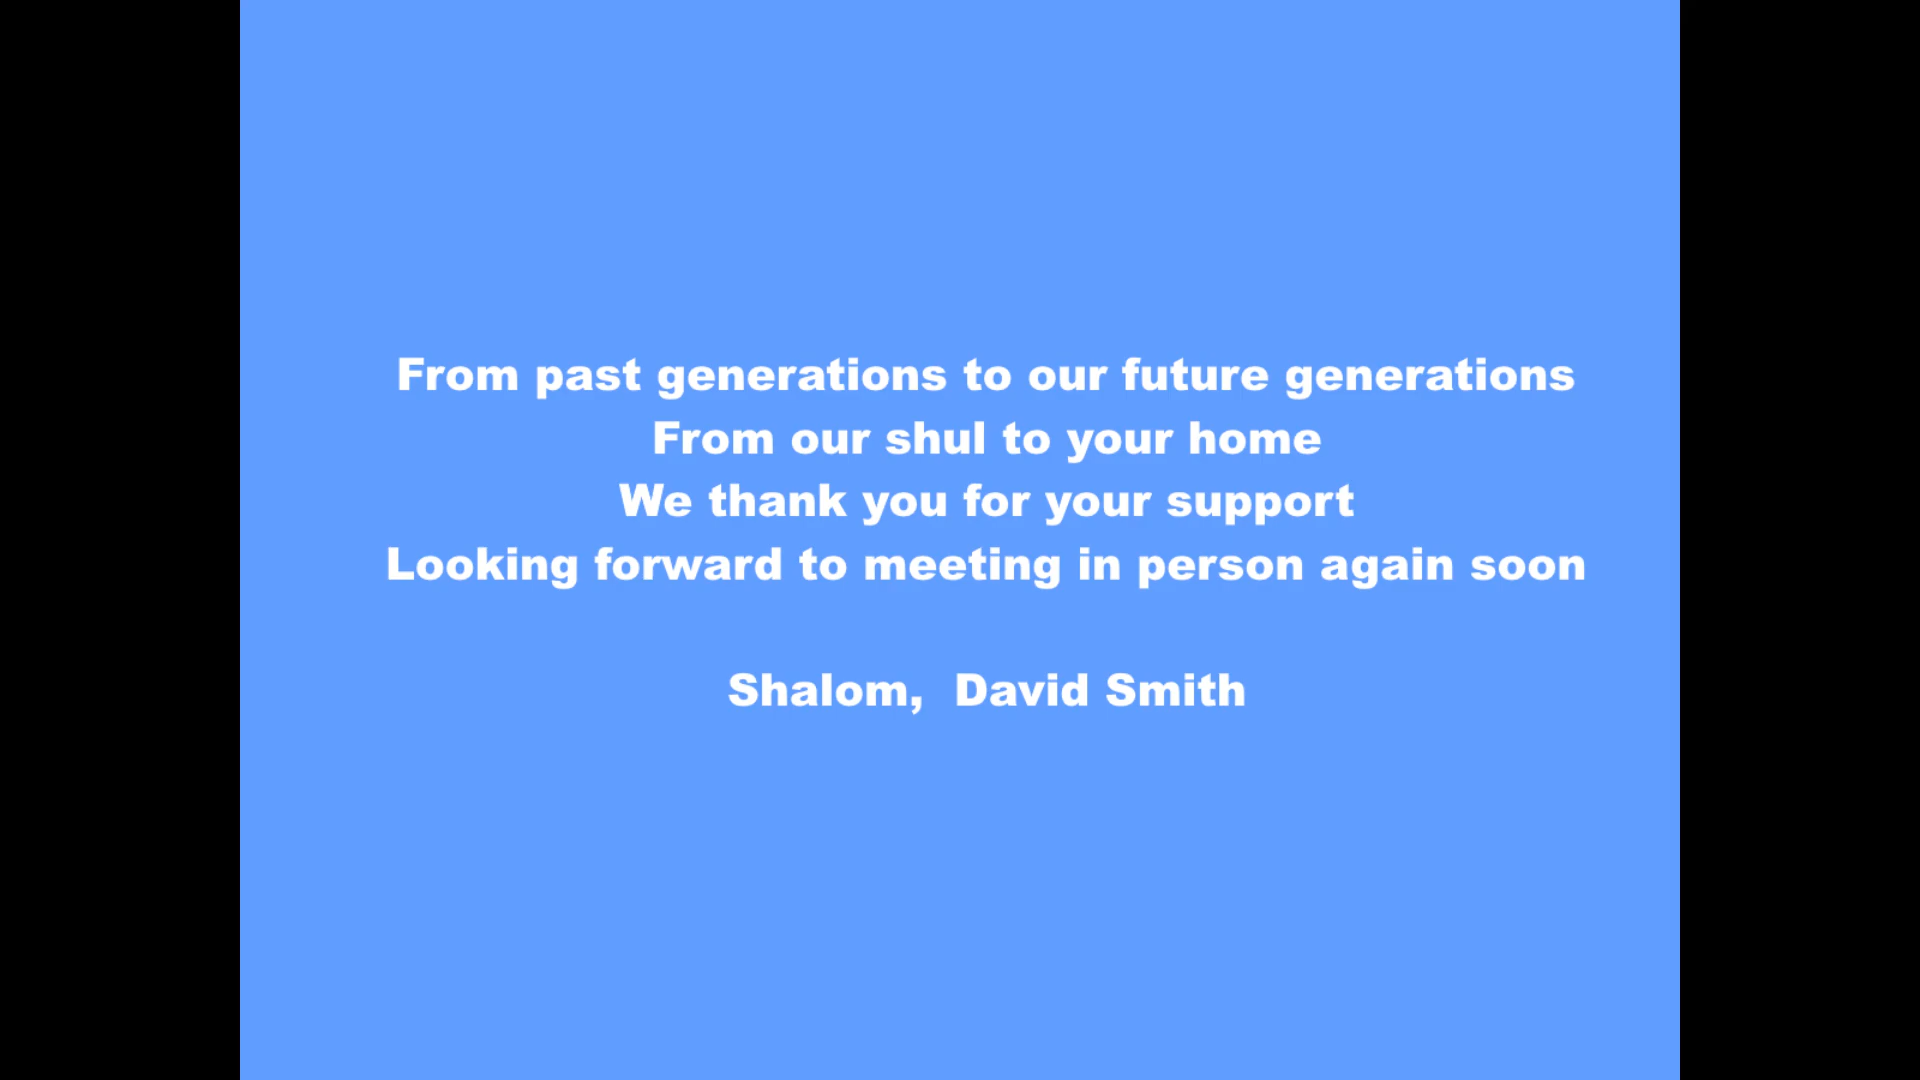 From past generations to our future generations
From our shul to your home
We thank you for your support
Looking forward to meeting in person again soon
Shalom,  David Smith